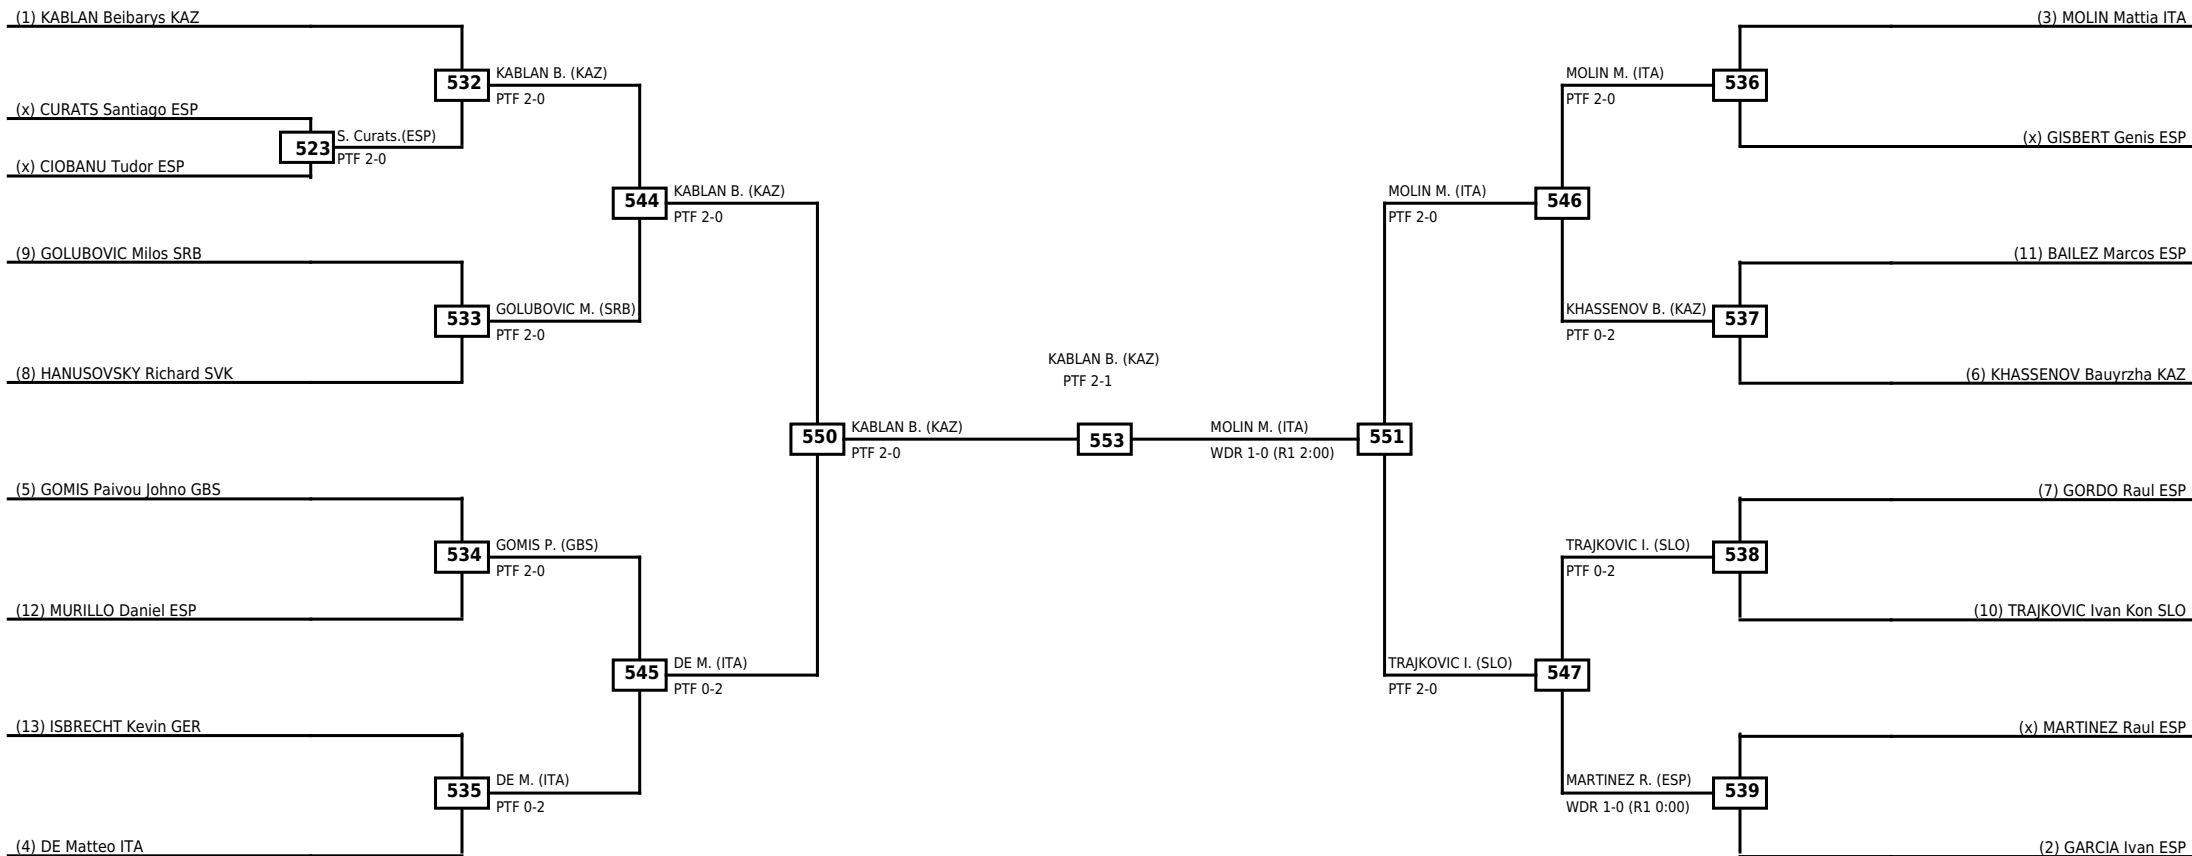 (1) KABLAN Beibarys KAZ
(x) CURATS Santiago ESP
(x) CIOBANU Tudor ESP
(9) GOLUBOVIC Milos SRB
(8) HANUSOVSKY Richard SVK
(5) GOMIS Paivou Johno GBS
(12) MURILLO Daniel ESP
(13) ISBRECHT Kevin GER
(4) DE Matteo ITA
523
S. Curats.(ESP)
PTF 2-0
532
KABLAN B. (KAZ)
PTF 2-0
533
GOLUBOVIC M. (SRB)
PTF 2-0
534
GOMIS P. (GBS)
PTF 2-0
535
DE M. (ITA)
PTF 0-2
544
KABLAN B. (KAZ)
PTF 2-0
545
DE M. (ITA)
PTF 0-2
550
KABLAN B. (KAZ)
PTF 2-0
KABLAN B. (KAZ)
PTF 2-1
553
MOLIN M. (ITA)
WDR 1-0 (R1 2:00)
551
MOLIN M. (ITA)
PTF 2-0
546
TRAJKOVIC I. (SLO)
PTF 2-0
547
MOLIN M. (ITA)
PTF 2-0
536
KHASSENOV B. (KAZ)
PTF 0-2
537
TRAJKOVIC I. (SLO)
PTF 0-2
538
MARTINEZ R. (ESP)
WDR 1-0 (R1 0:00)
539
(3) MOLIN Mattia ITA
(x) GISBERT Genis ESP
(11) BAILEZ Marcos ESP
(6) KHASSENOV Bauyrzha KAZ
(7) GORDO Raul ESP
(10) TRAJKOVIC Ivan Kon SLO
(x) MARTINEZ Raul ESP
(2) GARCIA Ivan ESP